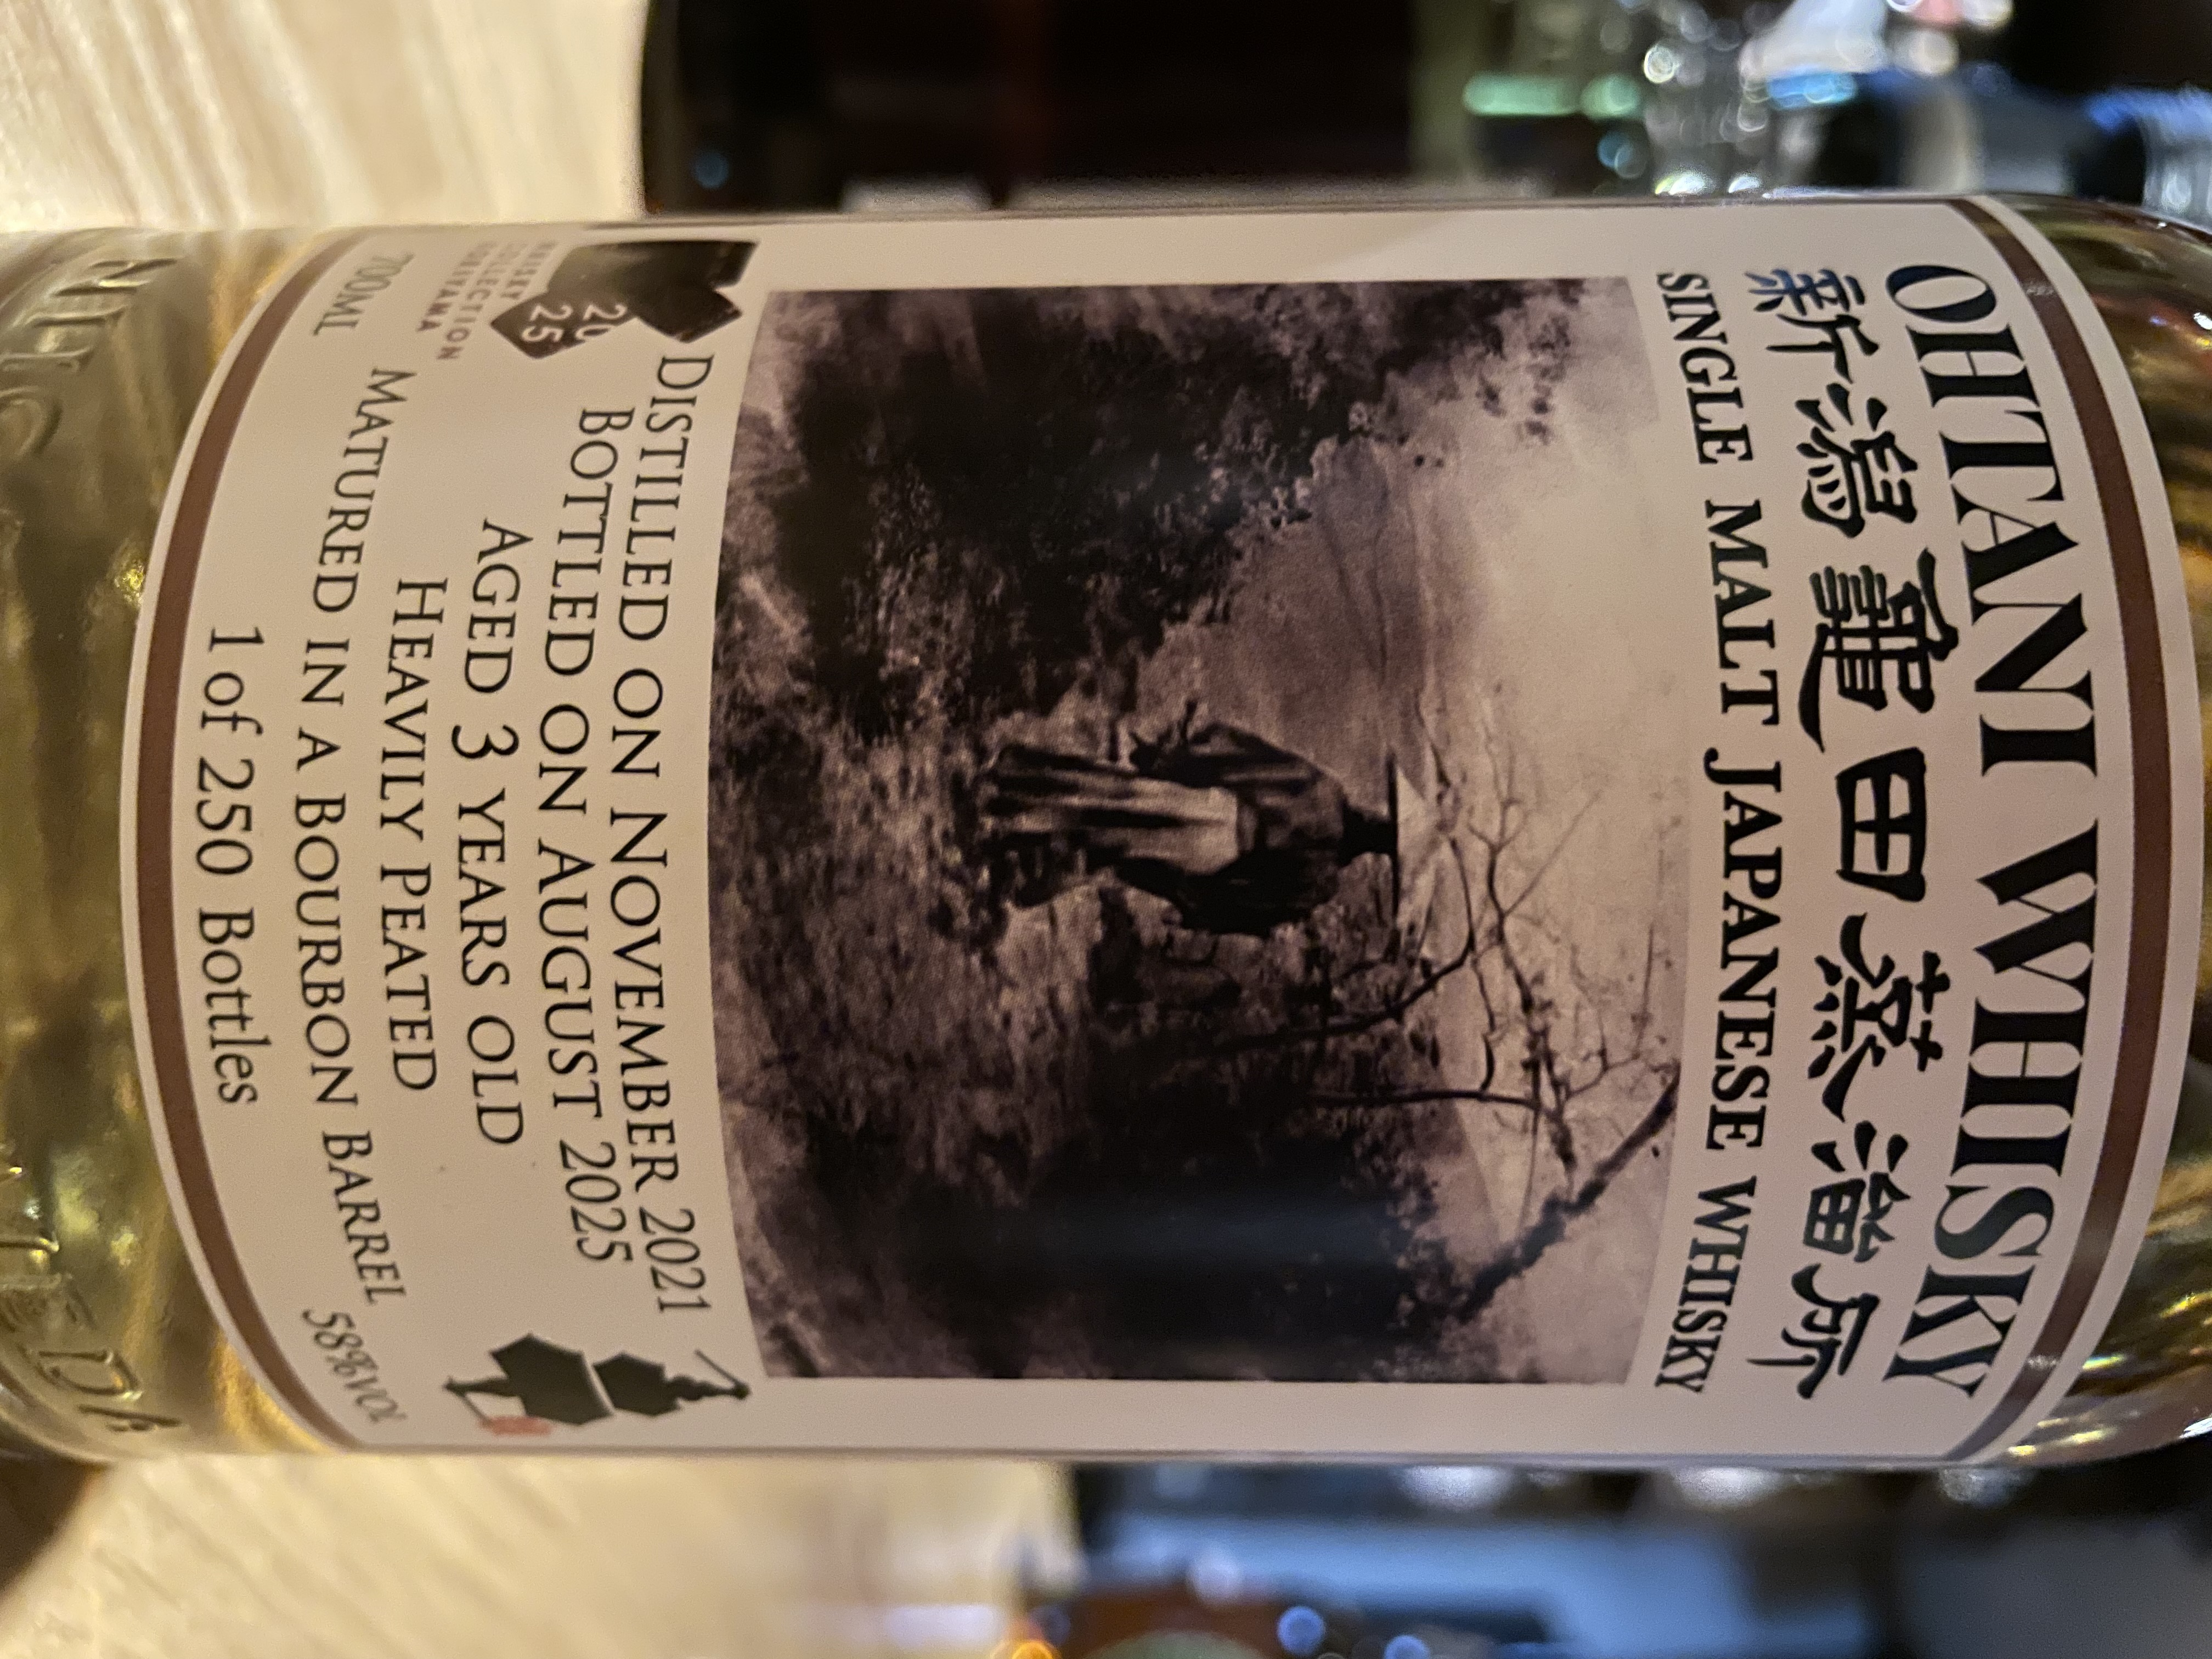 OHTANI WHISKY
新潟亀田蒸溜所
SINGLE MALT JAPANESE WHISKY
DISTILLED ON NOVEMBER 2021
BOTTLED ON AUGUST 2025
AGED 3 YEARS OLD
HEAVILY PEATED
MATURED IN A BOURBON BARREL
1 of 250 Bottles
20
25
WHISKY
COLLECTION
KORIYAMA
700ML
58%vol